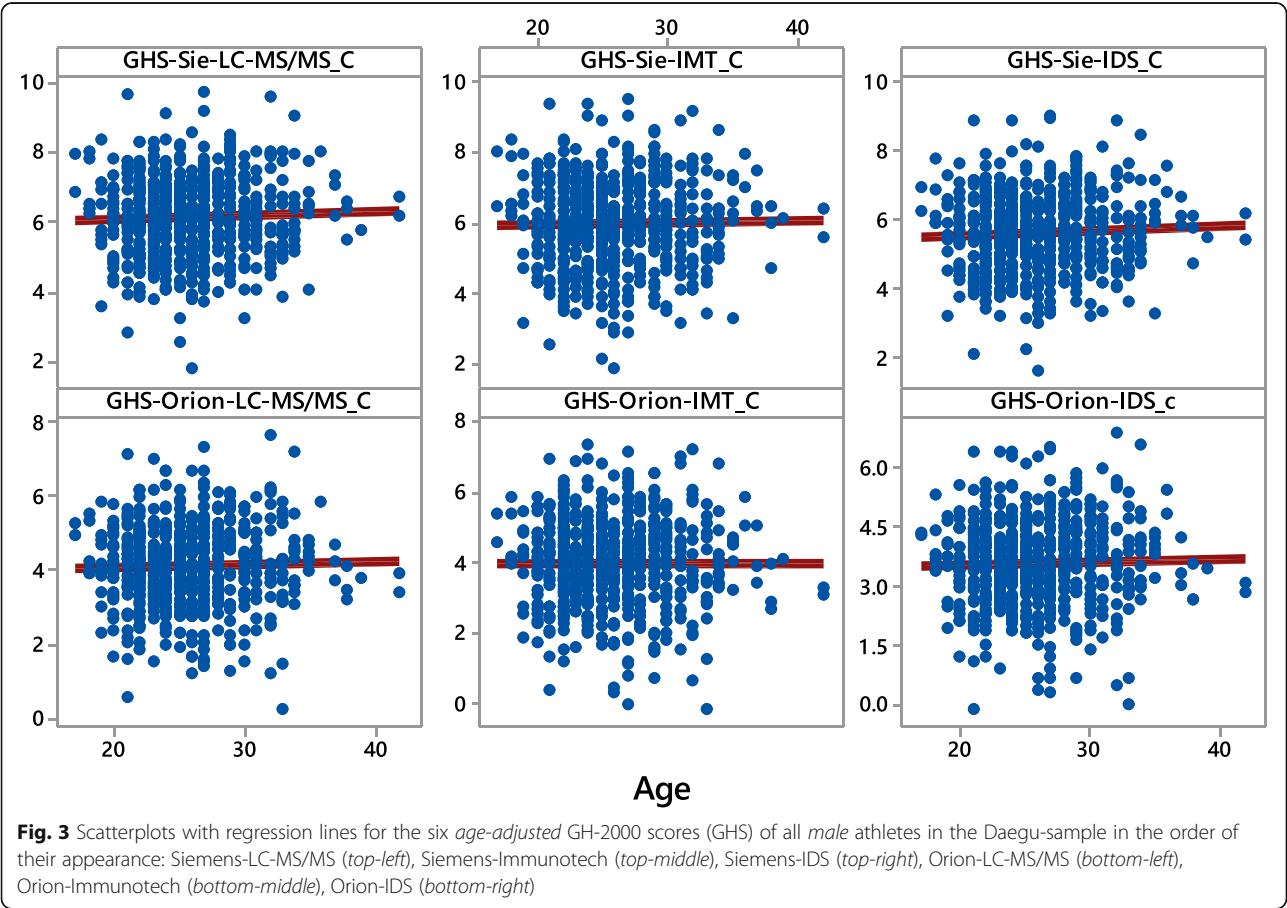 20 30 40
GHS-Sie-LC-MS/MS_C GHS-Sie-IMT_C GHS-Sie-IDS_C
10 10 10
8 8 8
6 6 6
4 4 4
2 2 2
GHS-Orion-LC-MS/MS_C GHS-Orion-IMT_C GHS-Orion-IDS_c
8 8
6 6 6.0
4.5
4 4
3.0
2 2
1.5
0 0 0.0
20 30 40 20 30 40
Age
Fig. 3 Scatterplots with regression lines for the six age-adjusted GH-2000 scores (GHS) of all male athletes in the Daegu-sample in the order of
their appearance: Siemens-LC-MS/MS (top-left), Siemens-Immunotech (top-middle), Siemens-IDS (top-right), Orion-LC-MS/MS (bottom-left),
Orion-Immunotech (bottom-middle), Orion-IDS (bottom-right)